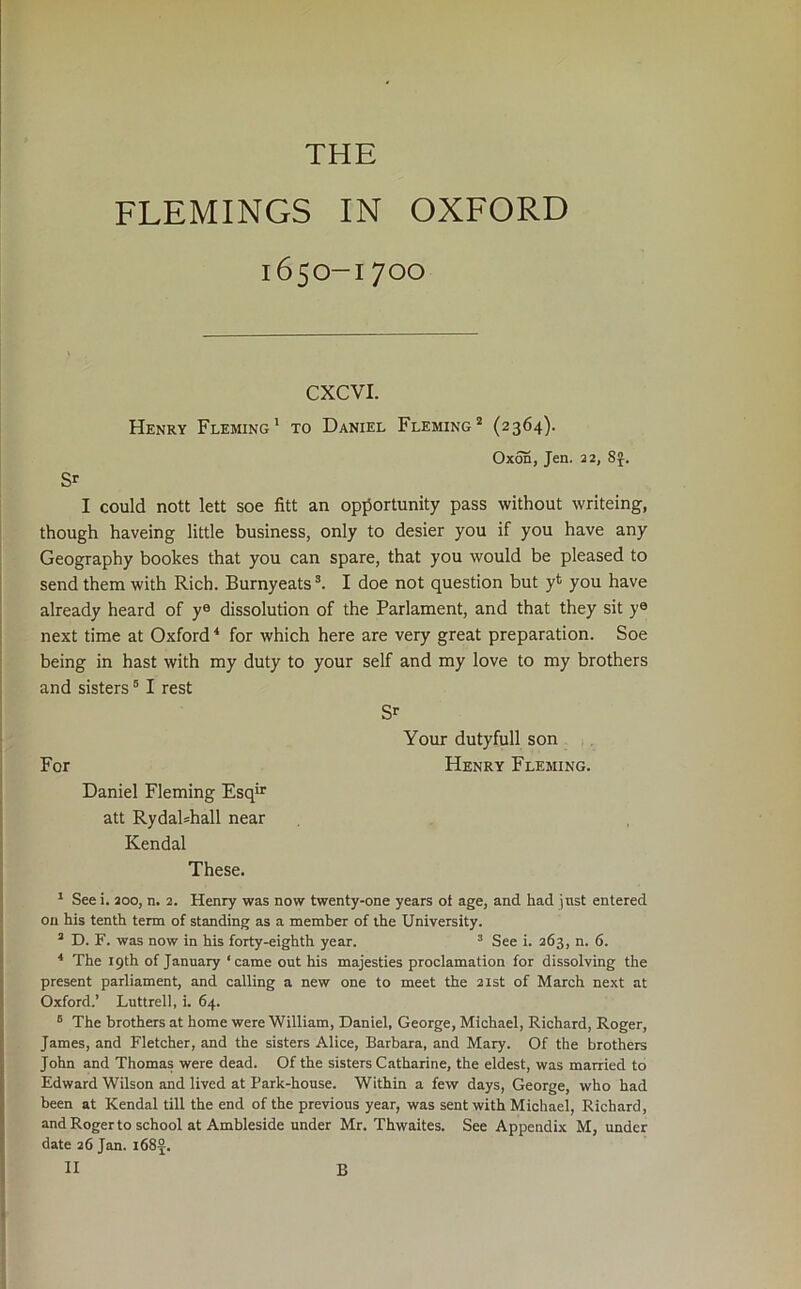 THE
FLEMINGS IN OXFORD
1650–1700
CXCVI.
Henry Fleming¹ to Daniel Fleming² (2364).
Oxon̄, Jen. 22, 8⁰⁄₁.
Sʳ
I could nott lett soe fitt an opp̄ortunity pass without writeing,
though haveing little business, only to desier you if you have any
Geography bookes that you can spare, that you would be pleased to
send them with Rich. Burnyeats³. I doe not question but yᵗ you have
already heard of yᵉ dissolution of the Parlament, and that they sit yᵉ
next time at Oxford⁴ for which here are very great preparation. Soe
being in hast with my duty to your self and my love to my brothers
and sisters⁵ I rest
Sʳ
Your dutyfull son
For Henry Fleming.
Daniel Fleming Esqⁱʳ
att Rydal-hall near
Kendal
These.
¹ See i. 200, n. 2. Henry was now twenty-one years of age, and had just entered
on his tenth term of standing as a member of the University.
² D. F. was now in his forty-eighth year. ³ See i. 263, n. 6.
⁴ The 19th of January ‘came out his majesties proclamation for dissolving the
present parliament, and calling a new one to meet the 21st of March next at
Oxford.’ Luttrell, i. 64.
⁵ The brothers at home were William, Daniel, George, Michael, Richard, Roger,
James, and Fletcher, and the sisters Alice, Barbara, and Mary. Of the brothers
John and Thomas were dead. Of the sisters Catharine, the eldest, was married to
Edward Wilson and lived at Park-house. Within a few days, George, who had
been at Kendal till the end of the previous year, was sent with Michael, Richard,
and Roger to school at Ambleside under Mr. Thwaites. See Appendix M, under
date 26 Jan. 168⁰⁄₁.
II B